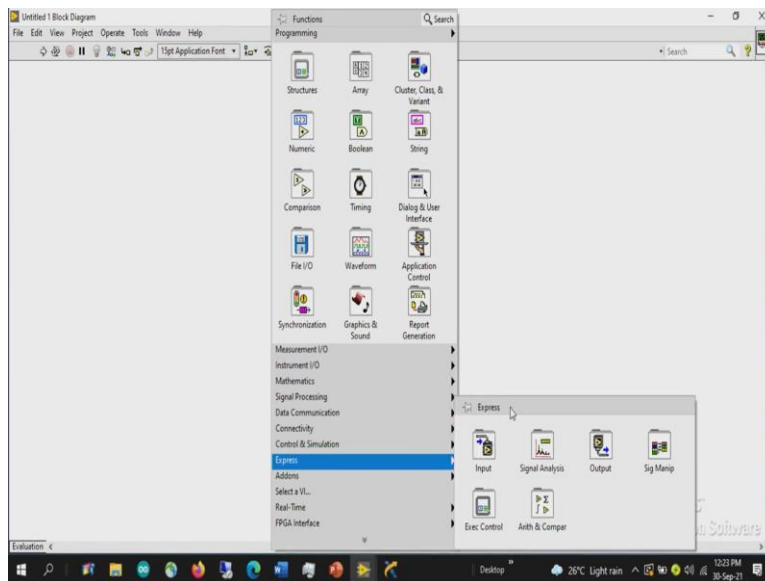 Untitled 1 Block Diagram
File Edit View Project Operate Tools Window Help
15pt Application Font
Search
Functions
Search
Programming
Structures
Array
Cluster, Class, &
Variant
Numeric
Boolean
String
Comparison
Timing
Dialog & User
Interface
File I/O
Waveform
Application
Control
Synchronization
Graphics &
Sound
Report
Generation
Measurement I/O
Instrument I/O
Mathematics
Signal Processing
Data Communication
Connectivity
Control & Simulation
Express
Addons
Select a VI...
Real-Time
FPGA Interface
Express
Input
Signal Analysis
Output
Sig Manip
Exec Control
Arith & Compar
Software
Evaluation
Desktop
26°C Light rain
12:23 PM
30-Sep-21